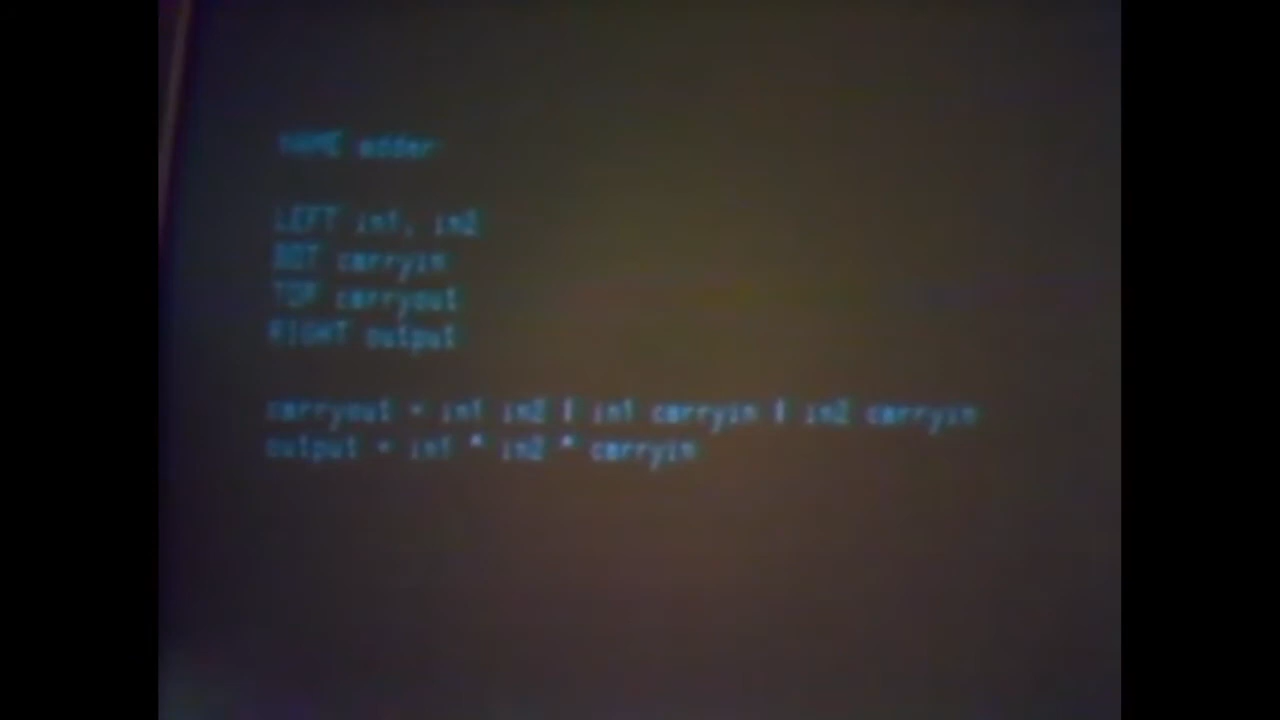 NAME adder
LEFT in1, in2
BOT carryin
TOP carryout
RIGHT output
carryout = in1 in2 | in1 carryin | in2 carryin
output = in1 ^ in2 ^ carryin